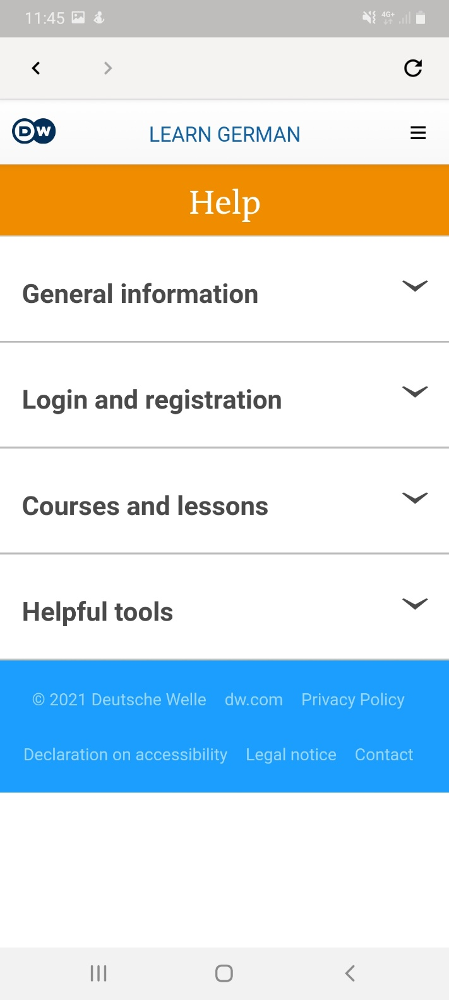 11:45
4G+
DW
LEARN GERMAN
Help
General information
Login and registration
Courses and lessons
Helpful tools
© 2021 Deutsche Welle dw.com Privacy Policy
Declaration on accessibility Legal notice Contact